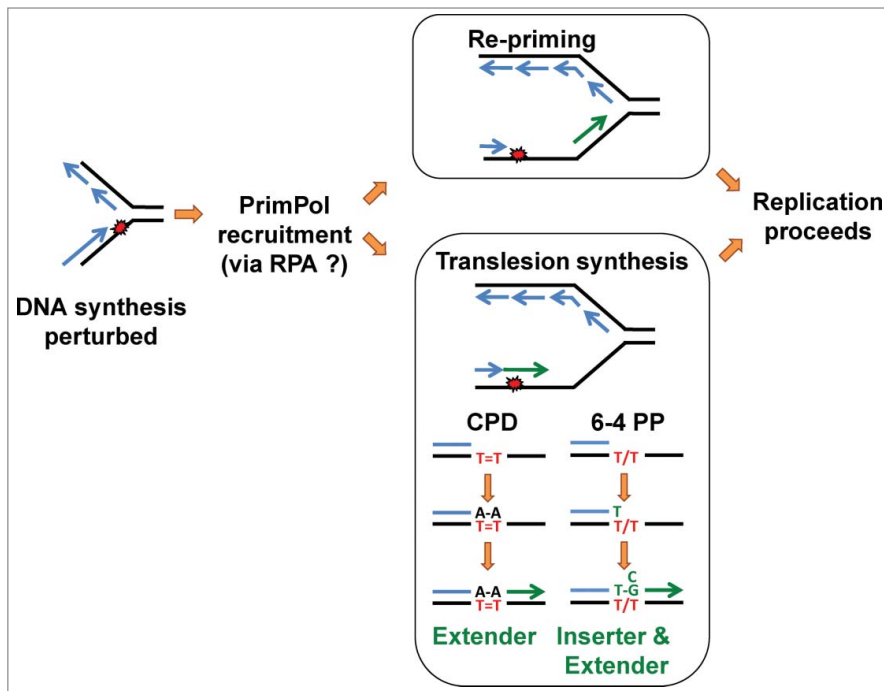 Re-priming
DNA synthesis
perturbed
PrimPol
recruitment
(via RPA ?)
Replication
proceeds
Translesion synthesis
CPD
T=T
A-A
T=T
A-A
T=T
Extender
6-4 PP
T/T
T
T/T
C
T-G
T/T
Inserter &
Extender